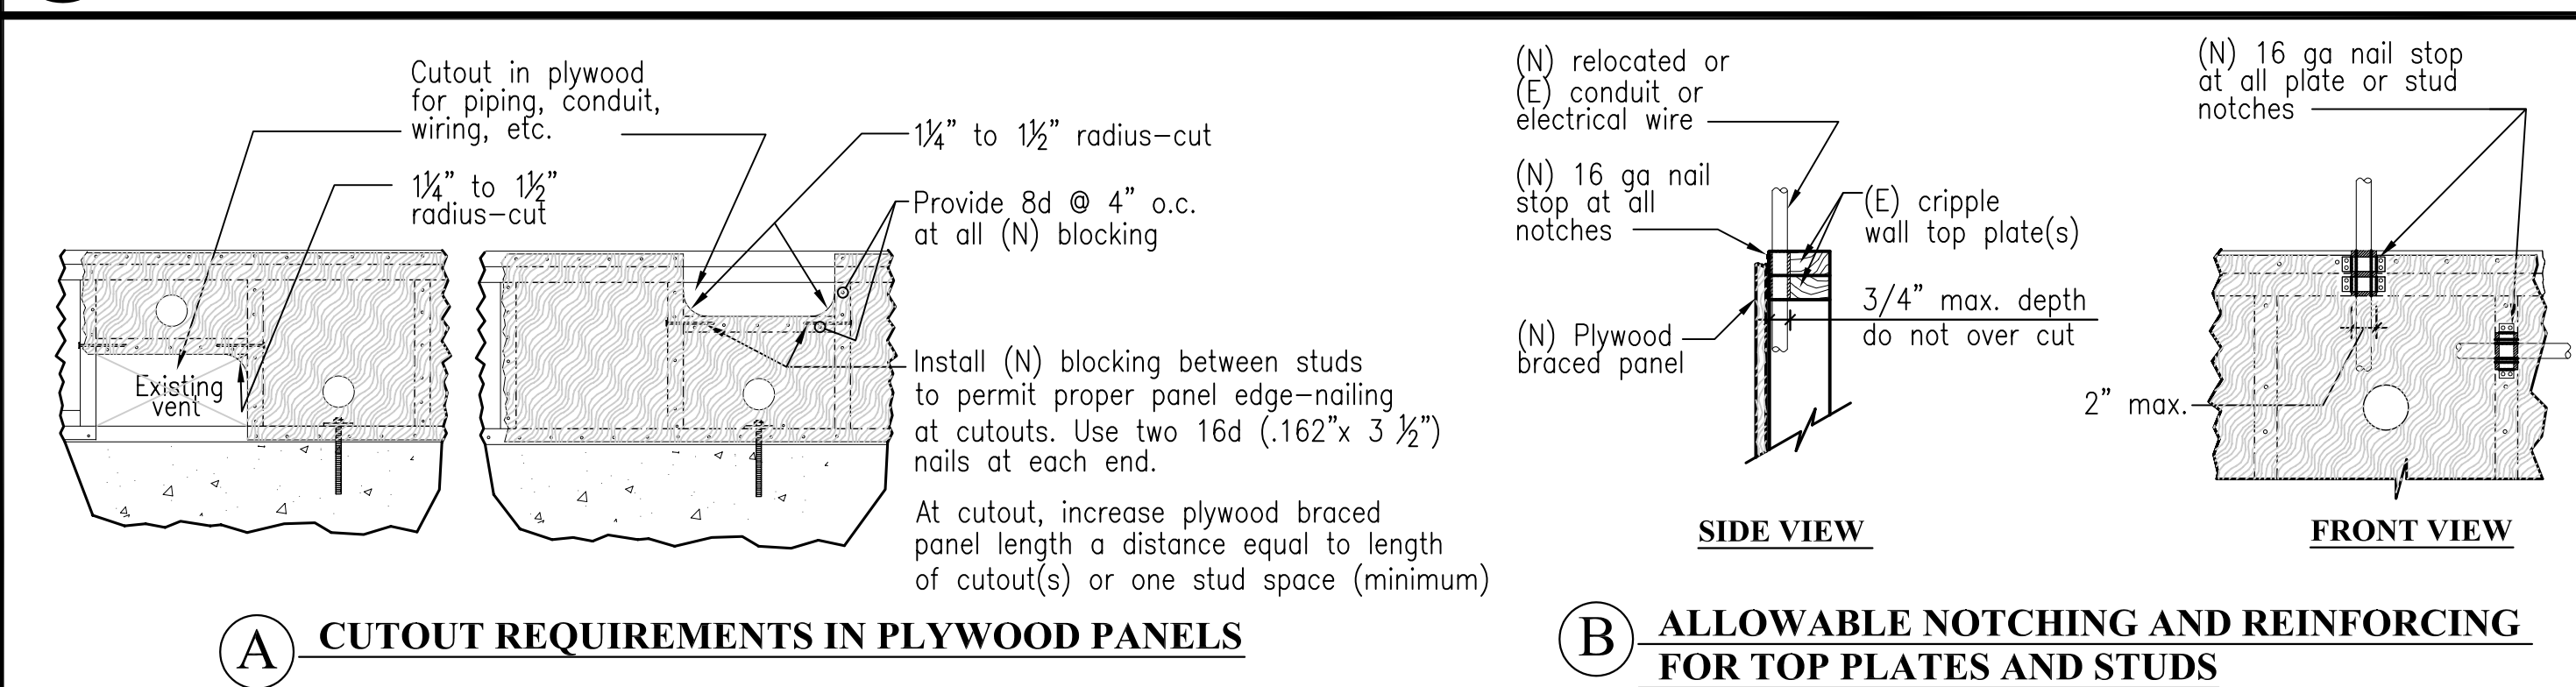 Cutout in plywood
for piping, conduit,
wiring, etc.
1¼" to 1½"
radius-cut
1¼" to 1½" radius-cut
Provide 8d @ 4" o.c.
at all (N) blocking
Existing
vent
Install (N) blocking between studs
to permit proper panel edge-nailing
at cutouts. Use two 16d (.162"x 3 ½")
nails at each end.
At cutout, increase plywood braced
panel length a distance equal to length
of cutout(s) or one stud space (minimum)
A CUTOUT REQUIREMENTS IN PLYWOOD PANELS
(N) relocated or
(E) conduit or
electrical wire
(N) 16 ga nail
stop at all
notches
(N) Plywood
braced panel
(E) cripple
wall top plate(s)
3/4" max. depth
do not over cut
SIDE VIEW
(N) 16 ga nail stop
at all plate or stud
notches
2" max.
FRONT VIEW
B ALLOWABLE NOTCHING AND REINFORCING
FOR TOP PLATES AND STUDS